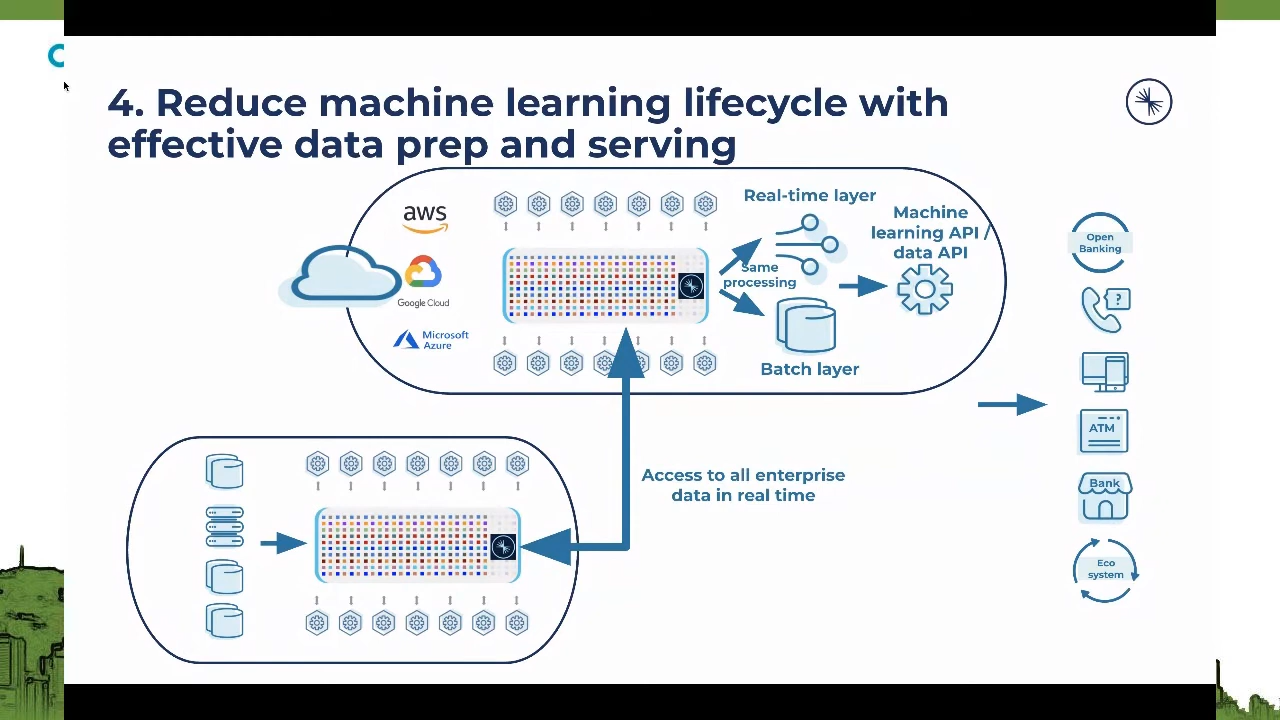 4. Reduce machine learning lifecycle with
effective data prep and serving
aws
Google Cloud
Microsoft
Azure
Real-time layer
Same
processing
Batch layer
Machine
learning API /
data API
Access to all enterprise
data in real time
Open
Banking
?
ATM
Bank
Eco
system